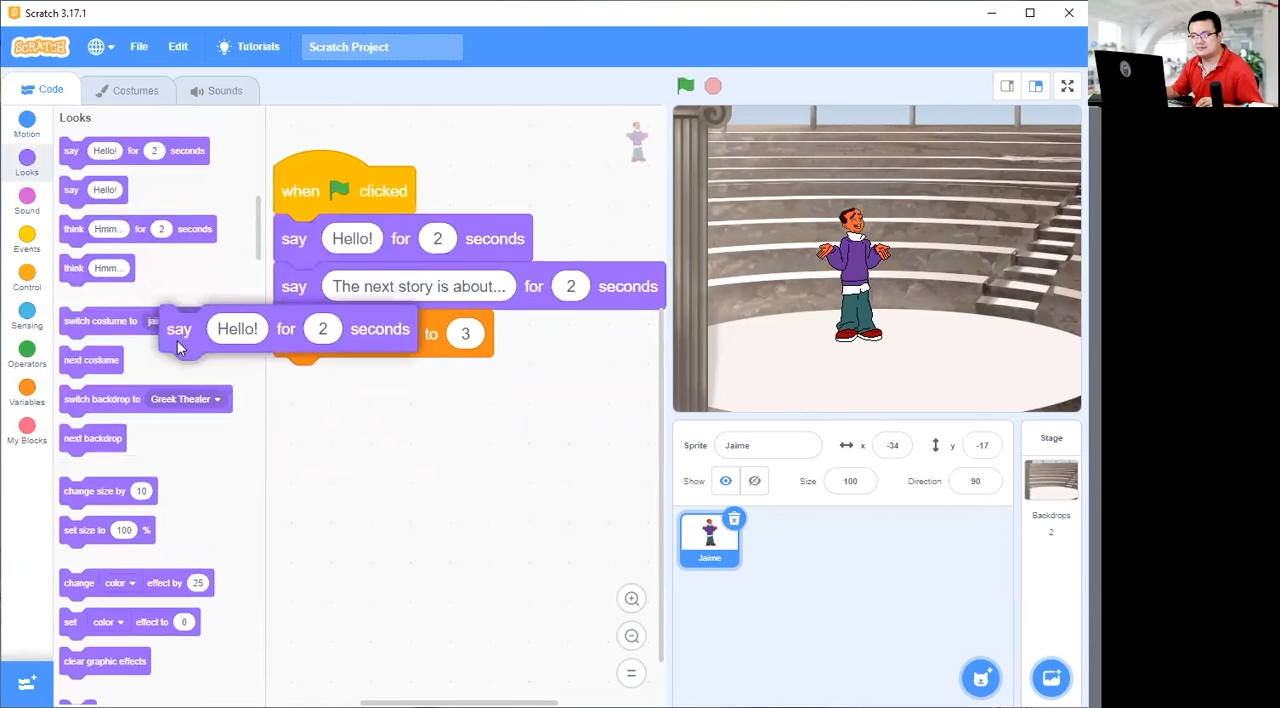 Scratch 3.17.1
SCRATCH
File
Edit
Tutorials
Scratch Project
Code
Costumes
Sounds
Motion
Looks
Sound
Events
Control
Sensing
Operators
Variables
My Blocks
Looks
say Hello! for 2 seconds
say Hello!
think Hmm... for 2 seconds
think Hmm...
switch costume to
next costume
switch backdrop to Greek Theater
next backdrop
change size by 10
set size to 100 %
change color effect by 25
set color effect to 0
clear graphic effects
when clicked
say Hello! for 2 seconds
say The next story is about... for 2 seconds
say Hello! for 2 seconds
to 3
Sprite Jaime
x -34
y -17
Show
Size 100
Direction 90
Jaime
Stage
Backdrops
2